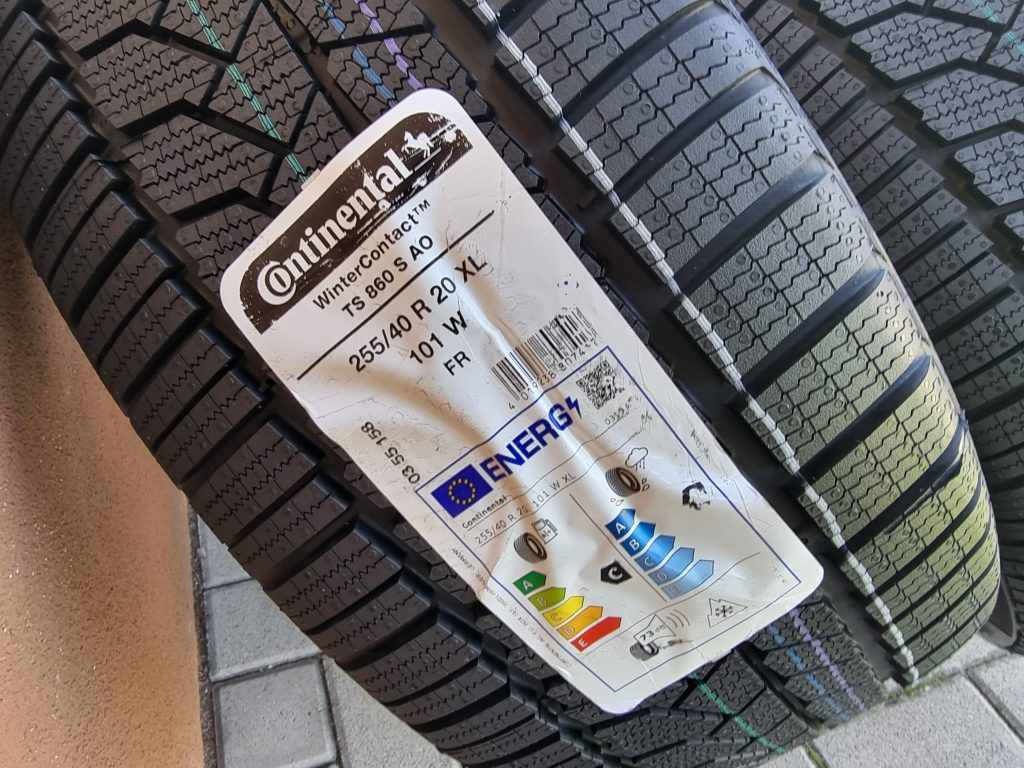 Continental
WinterContact™
TS 860 S AO
255/40 R 20 XL
101 W
FR
03 55 158
ENERG
Continental
255/40 R 20 101 W XL
A
B
C
D
E
C
A
B
C
D
73 dB